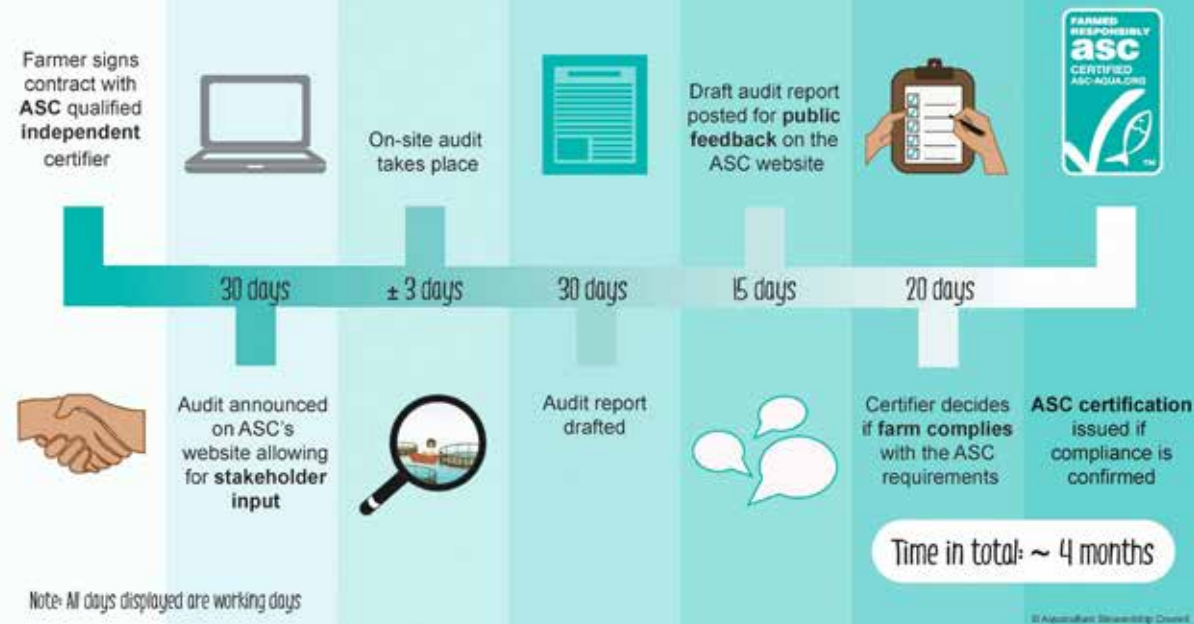 Farmer signs
contract with
ASC qualified
independent
certifier
30 days
Audit announced
on ASC's
website allowing
for stakeholder
input
On-site audit
takes place
± 3 days
30 days
Audit report
drafted
Draft audit report
posted for public
feedback on the
ASC website
15 days
20 days
Certifier decides
if farm complies
with the ASC
requirements
FARMED
RESPONSIBLY
asc
CERTIFIED
ASC-AQUA.ORG
TM
ASC certification
issued if
compliance is
confirmed
Time in total: ~ 4 months
Note: All days displayed are working days
© Aquaculture Stewardship Council